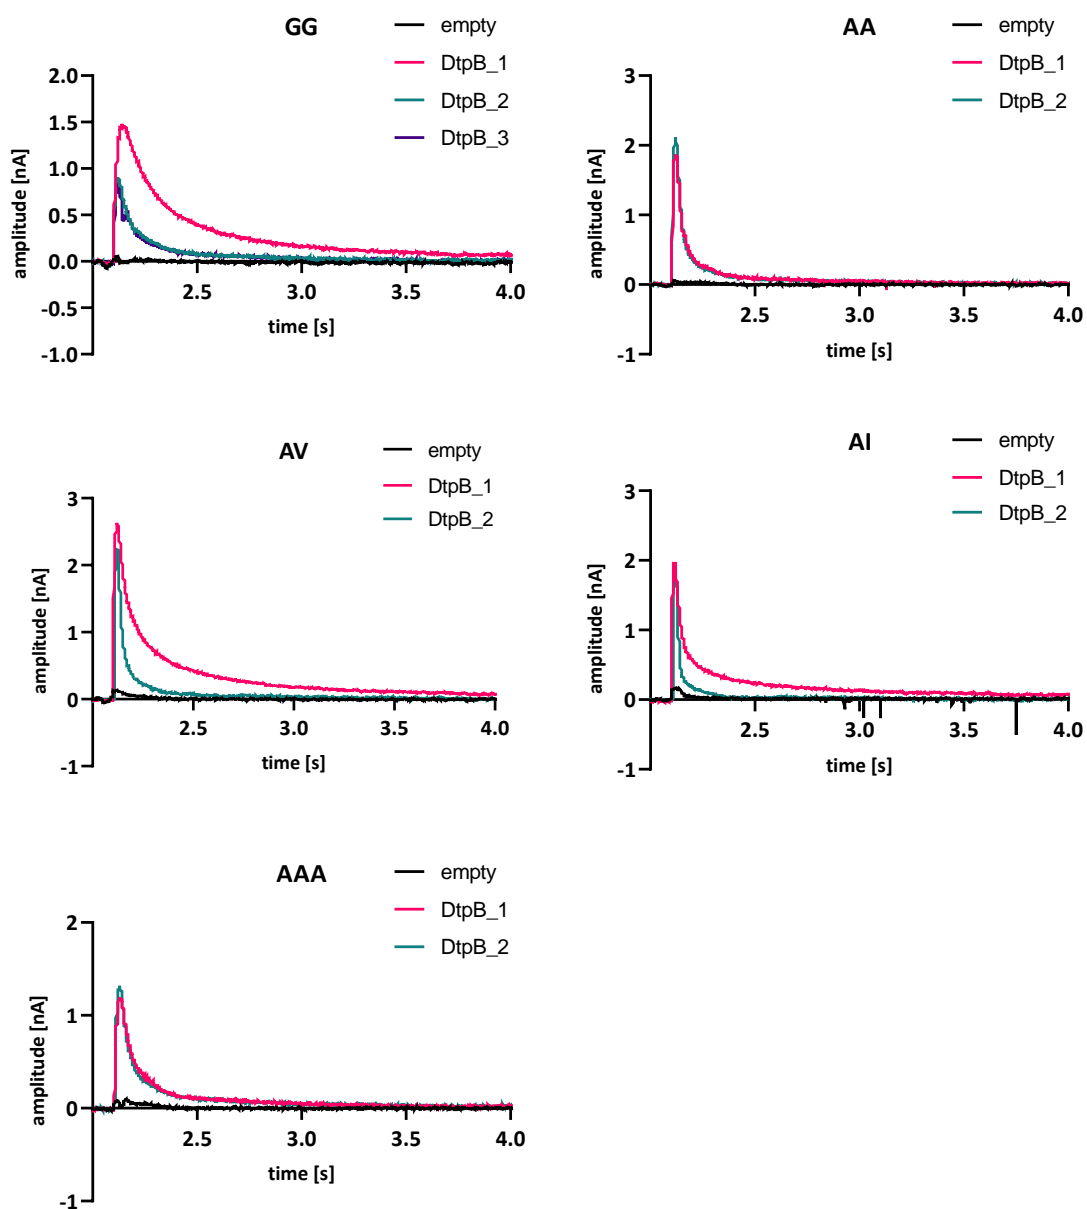 GG
empty
DtpB_1
DtpB_2
DtpB_3
2.0
1.5
1.0
0.5
0.0
-0.5
-1.0
amplitude [nA]
2.5
3.0
3.5
4.0
time [s]
AA
empty
DtpB_1
DtpB_2
3
2
1
0
-1
amplitude [nA]
2.5
3.0
3.5
4.0
time [s]
AV
empty
DtpB_1
DtpB_2
3
2
1
0
-1
amplitude [nA]
2.5
3.0
3.5
4.0
time [s]
AI
empty
DtpB_1
DtpB_2
3
2
1
0
-1
amplitude [nA]
2.5
3.0
3.5
4.0
time [s]
AAA
empty
DtpB_1
DtpB_2
2
1
0
-1
amplitude [nA]
2.5
3.0
3.5
4.0
time [s]